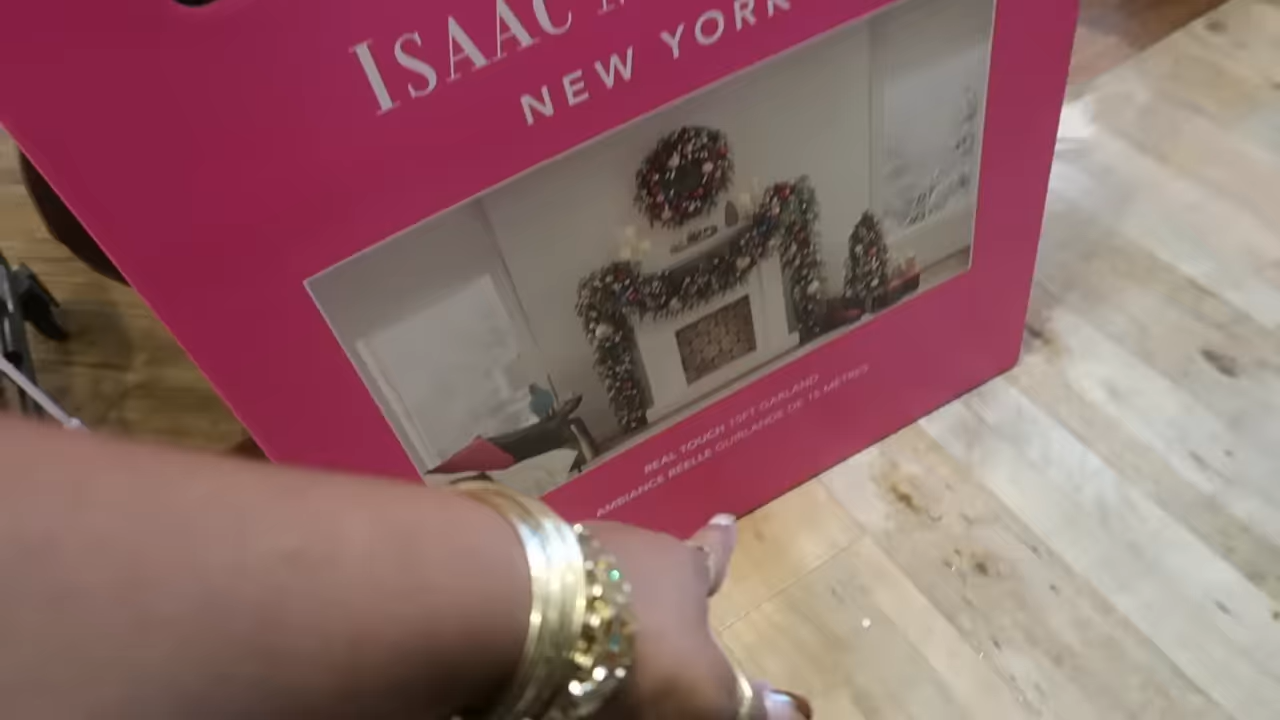 ISAAC
NEW YORK
REAL TOUCH 15FT GARLAND
AMBIANCE RÉELLE GUIRLANDE DE 15 MÈTRES